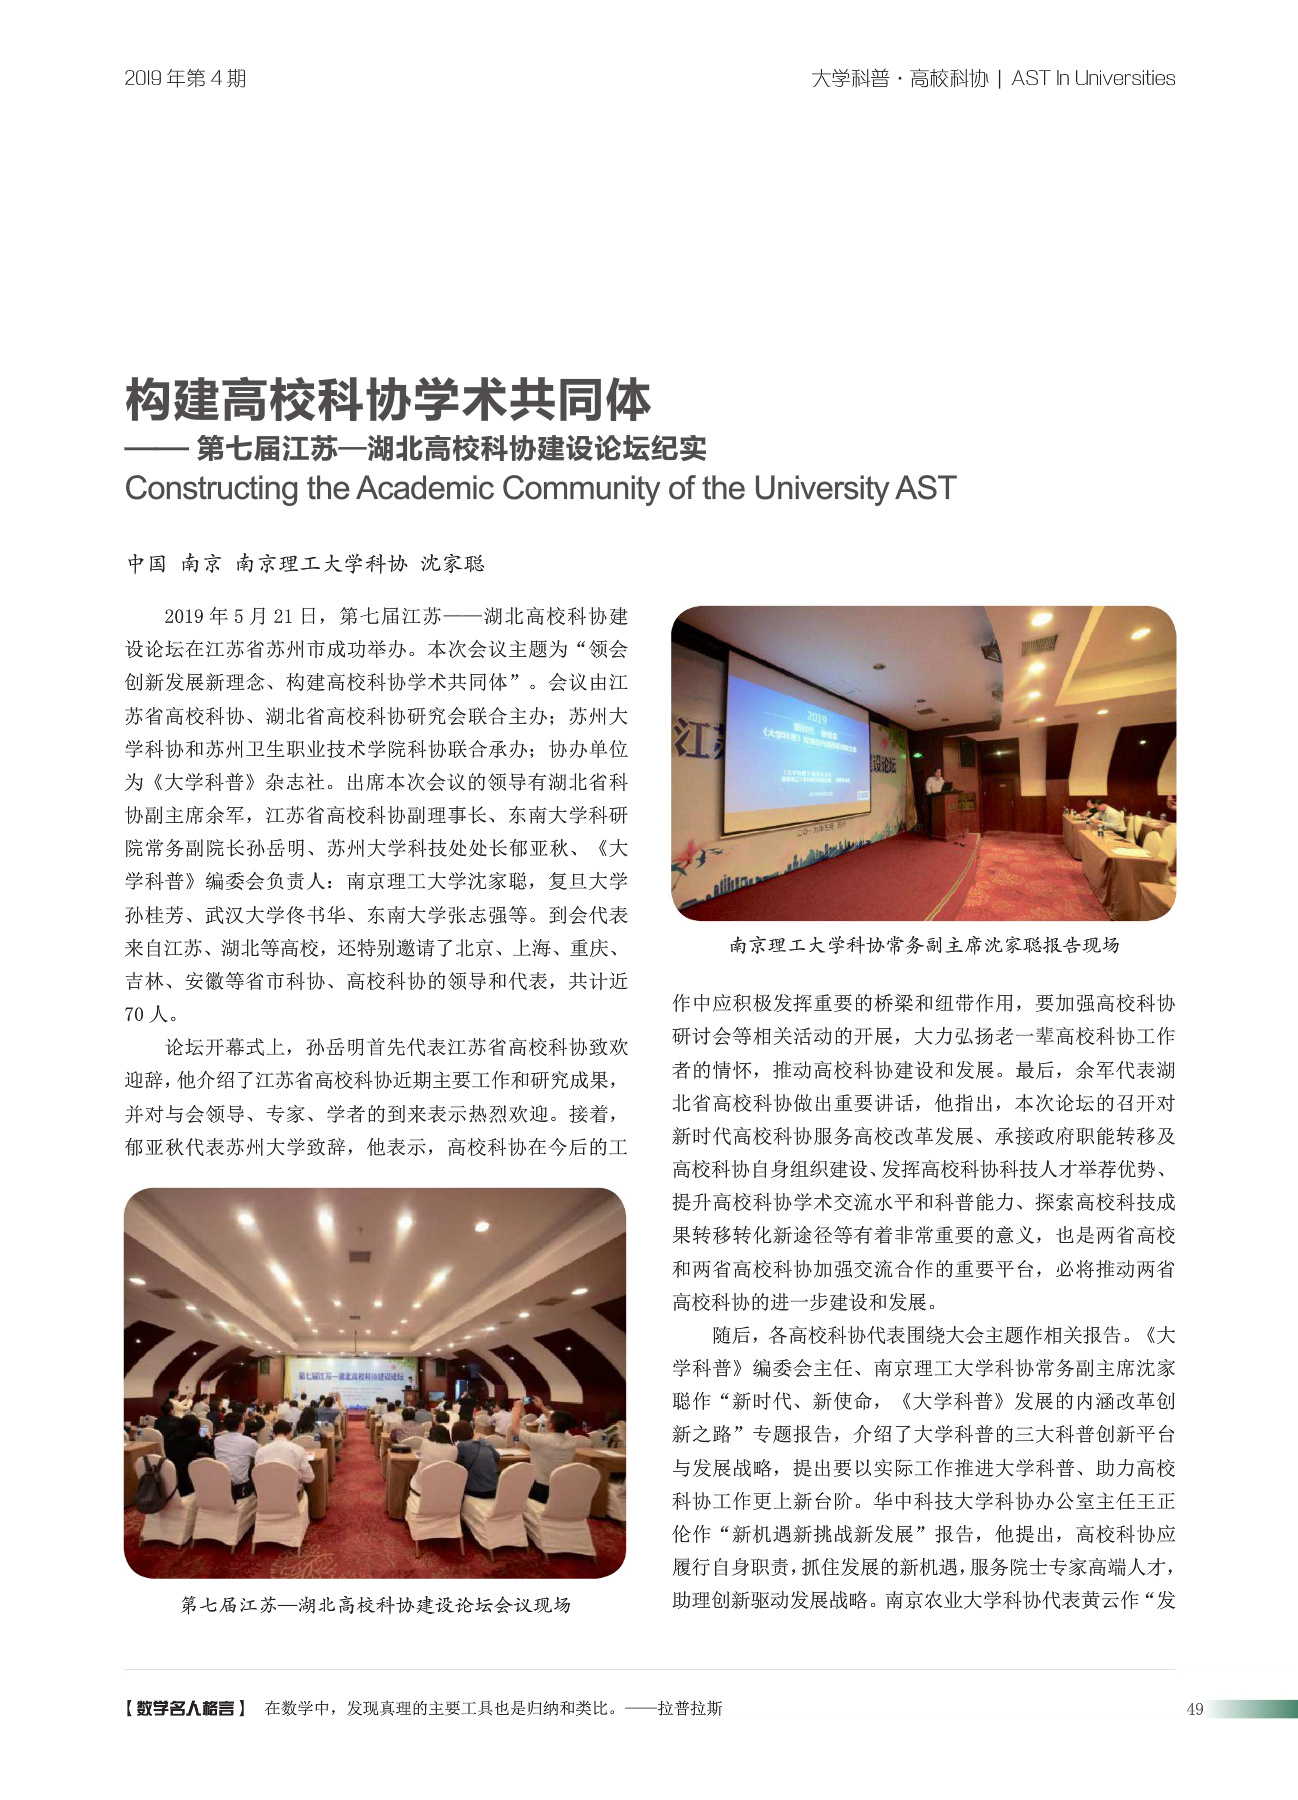 2019 年第 4 期
大学科普·高校科协 | AST In Universities
构建高校科协学术共同体
—— 第七届江苏—湖北高校科协建设论坛纪实
Constructing the Academic Community of the University AST
中国 南京 南京理工大学科协 沈家聪
2019 年 5 月 21 日，第七届江苏——湖北高校科协建
设论坛在江苏省苏州市成功举办。本次会议主题为“领会
创新发展新理念、构建高校科协学术共同体”。会议由江
苏省高校科协、湖北省高校科协研究会联合主办；苏州大
学科协和苏州卫生职业技术学院科协联合承办；协办单位
为《大学科普》杂志社。出席本次会议的领导有湖北省科
协副主席余军，江苏省高校科协副理事长、东南大学科研
院常务副院长孙岳明、苏州大学科技处处长郁亚秋、《大
学科普》编委会负责人：南京理工大学沈家聪，复旦大学
孙桂芳、武汉大学佟书华、东南大学张志强等。到会代表
来自江苏、湖北等高校，还特别邀请了北京、上海、重庆、
吉林、安徽等省市科协、高校科协的领导和代表，共计近
70 人。
论坛开幕式上，孙岳明首先代表江苏省高校科协致欢
迎辞，他介绍了江苏省高校科协近期主要工作和研究成果，
并对与会领导、专家、学者的到来表示热烈欢迎。接着，
郁亚秋代表苏州大学致辞，他表示，高校科协在今后的工
第七届江苏—湖北高校科协建设论坛
第七届江苏—湖北高校科协建设论坛会议现场
江苏
建设论坛
2019
新时代 新使命
南京理工大学科协常务副主席沈家聪报告现场
作中应积极发挥重要的桥梁和纽带作用，要加强高校科协
研讨会等相关活动的开展，大力弘扬老一辈高校科协工作
者的情怀，推动高校科协建设和发展。最后，余军代表湖
北省高校科协做出重要讲话，他指出，本次论坛的召开对
新时代高校科协服务高校改革发展、承接政府职能转移及
高校科协自身组织建设、发挥高校科协科技人才举荐优势、
提升高校科协学术交流水平和科普能力、探索高校科技成
果转移转化新途径等有着非常重要的意义，也是两省高校
和两省高校科协加强交流合作的重要平台，必将推动两省
高校科协的进一步建设和发展。
随后，各高校科协代表围绕大会主题作相关报告。《大
学科普》编委会主任、南京理工大学科协常务副主席沈家
聪作“新时代、新使命，《大学科普》发展的内涵改革创
新之路”专题报告，介绍了大学科普的三大科普创新平台
与发展战略，提出要以实际工作推进大学科普、助力高校
科协工作更上新台阶。华中科技大学科协办公室主任王正
伦作“新机遇新挑战新发展”报告，他提出，高校科协应
履行自身职责，抓住发展的新机遇，服务院士专家高端人才，
助理创新驱动发展战略。南京农业大学科协代表黄云作“发
【数学名人格言】 在数学中，发现真理的主要工具也是归纳和类比。——拉普拉斯
49